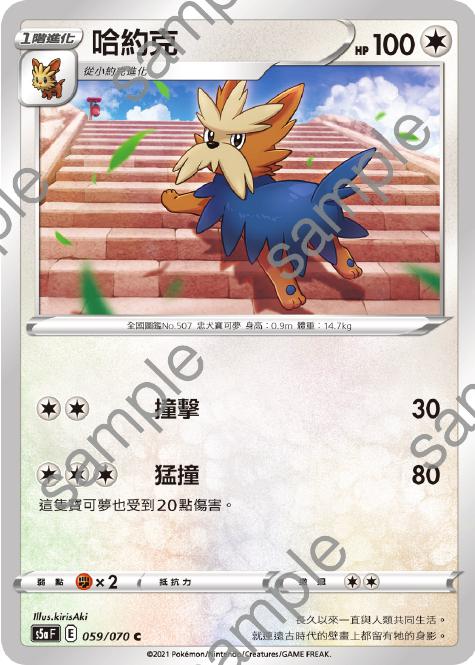 1階進化
哈約克
HP 100
從小約克進化
全國圖鑑No.507 忠犬寶可夢 身高：0.9m 體重：14.7kg
撞擊 30
猛撞 80
這隻寶可夢也受到20點傷害。
弱點 ×2 抵抗力 撤退
Illus.kirisAki
s5a F E 059/070 C
長久以來一直與人類共同生活。
就連遠古時代的壁畫上都留有牠的身影。
©2021 Pokémon/Nintendo/Creatures/GAME FREAK.
sample
sample
sample
sample
sample
sample
sample
sample